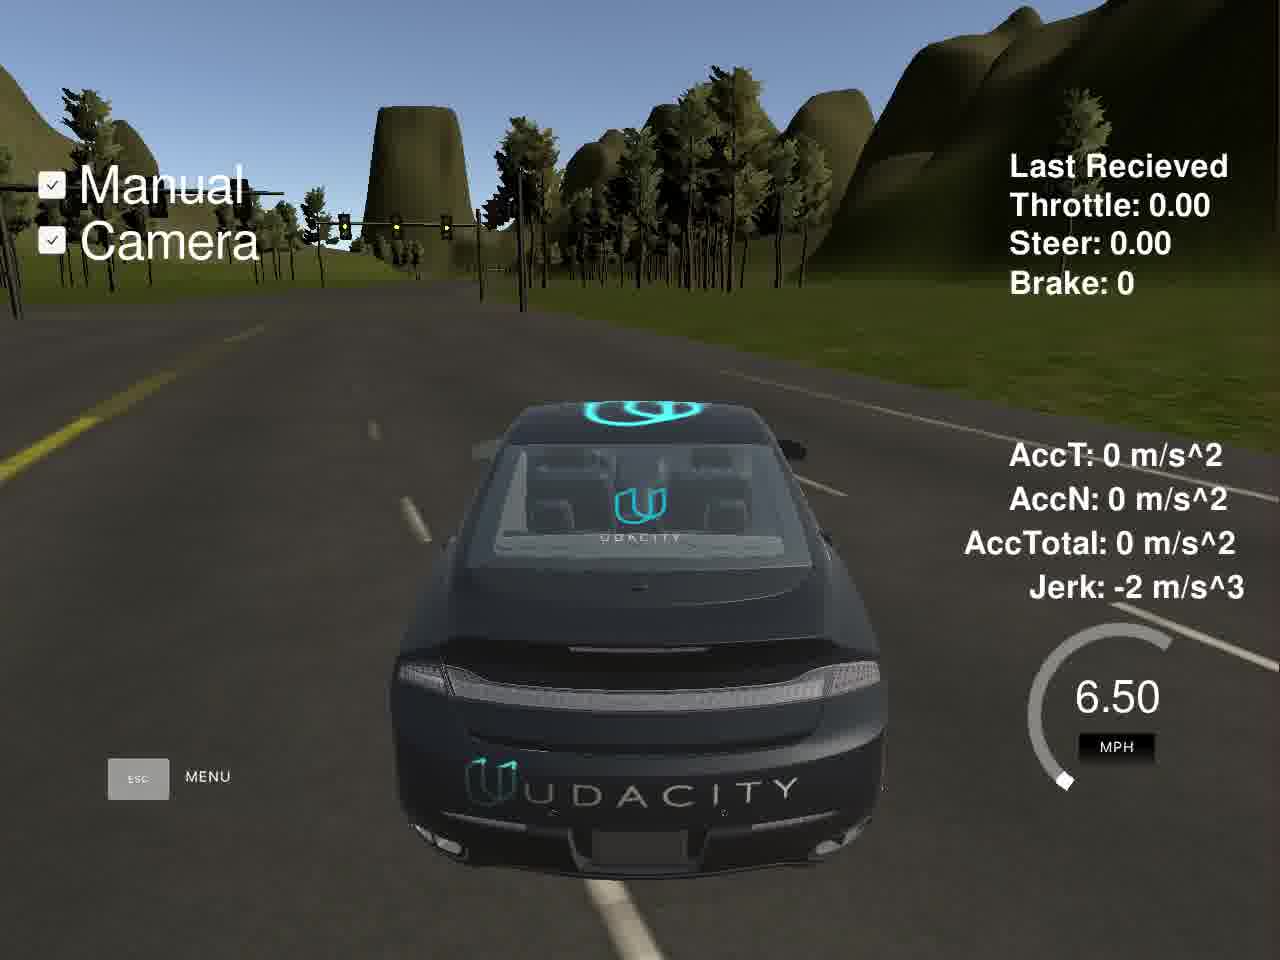 Manual
Camera
Last Recieved
Throttle: 0.00
Steer: 0.00
Brake: 0
AccT: 0 m/s^2
AccN: 0 m/s^2
AccTotal: 0 m/s^2
Jerk: -2 m/s^3
UDACITY
6.50
MPH
ESC MENU
UDACITY